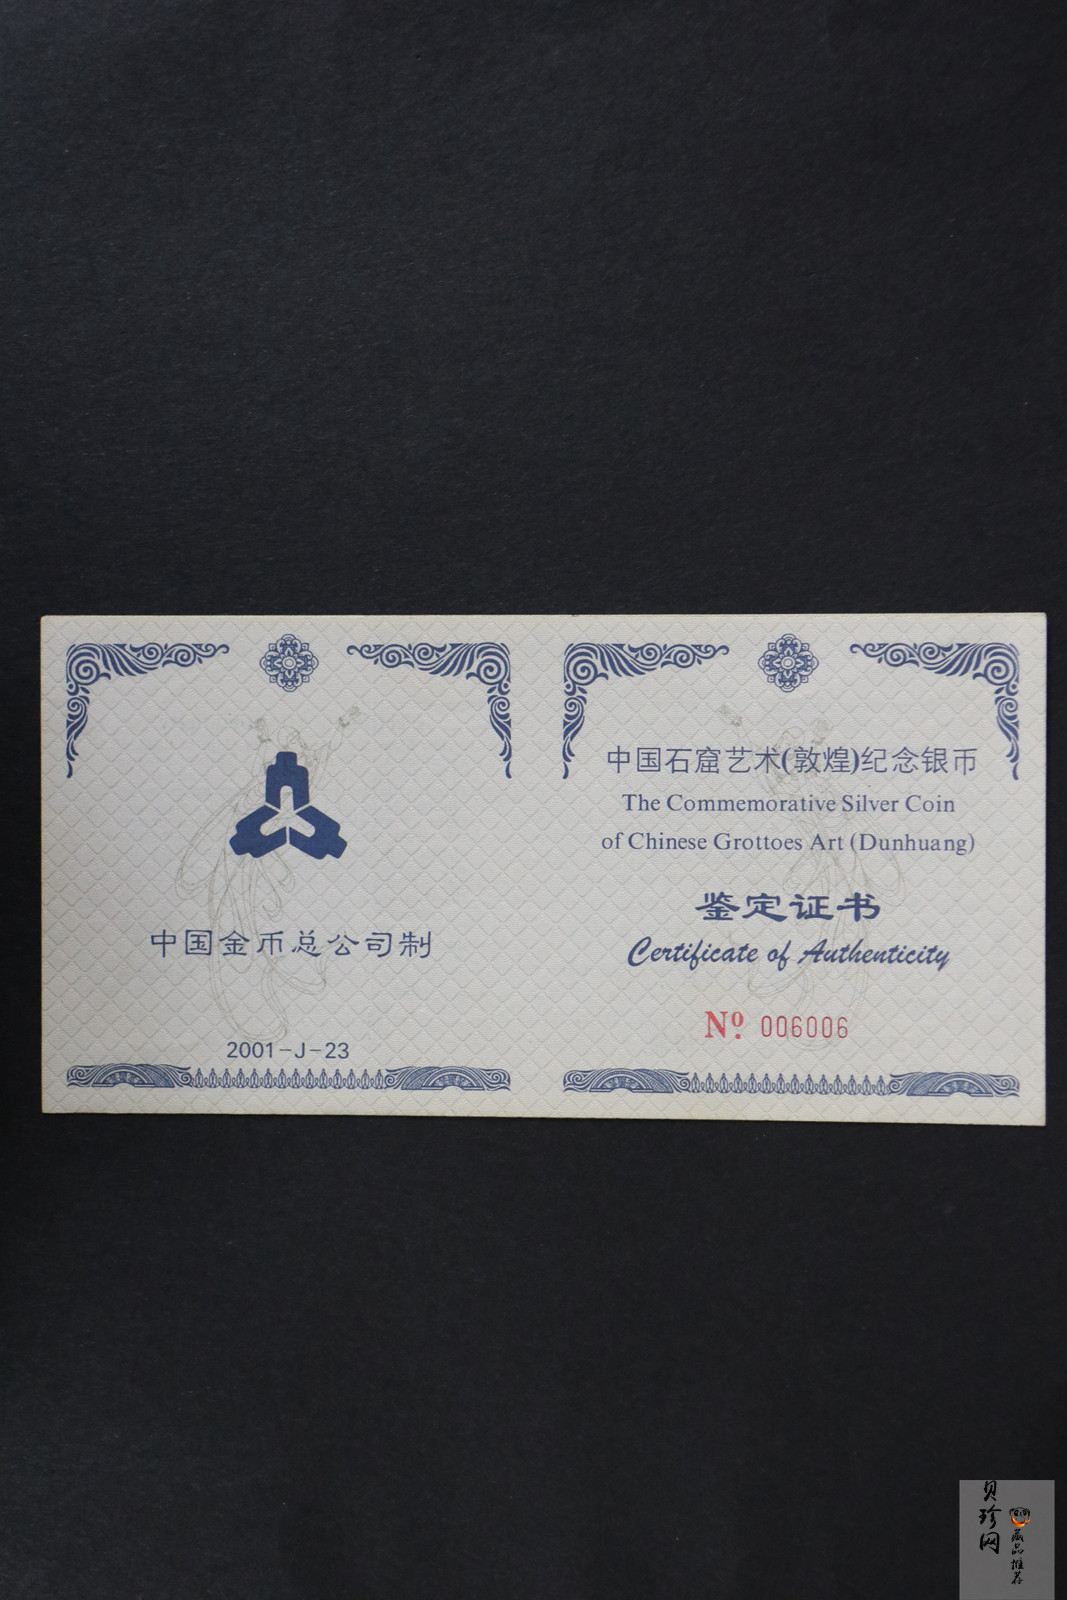 中国金币总公司制
2001-J-23
中国石窟艺术(敦煌)纪念银币
The Commemorative Silver Coin
of Chinese Grottoes Art (Dunhuang)
鉴定证书
Certificate of Authenticity
Nº. 006006
贝珍网
藏品推荐